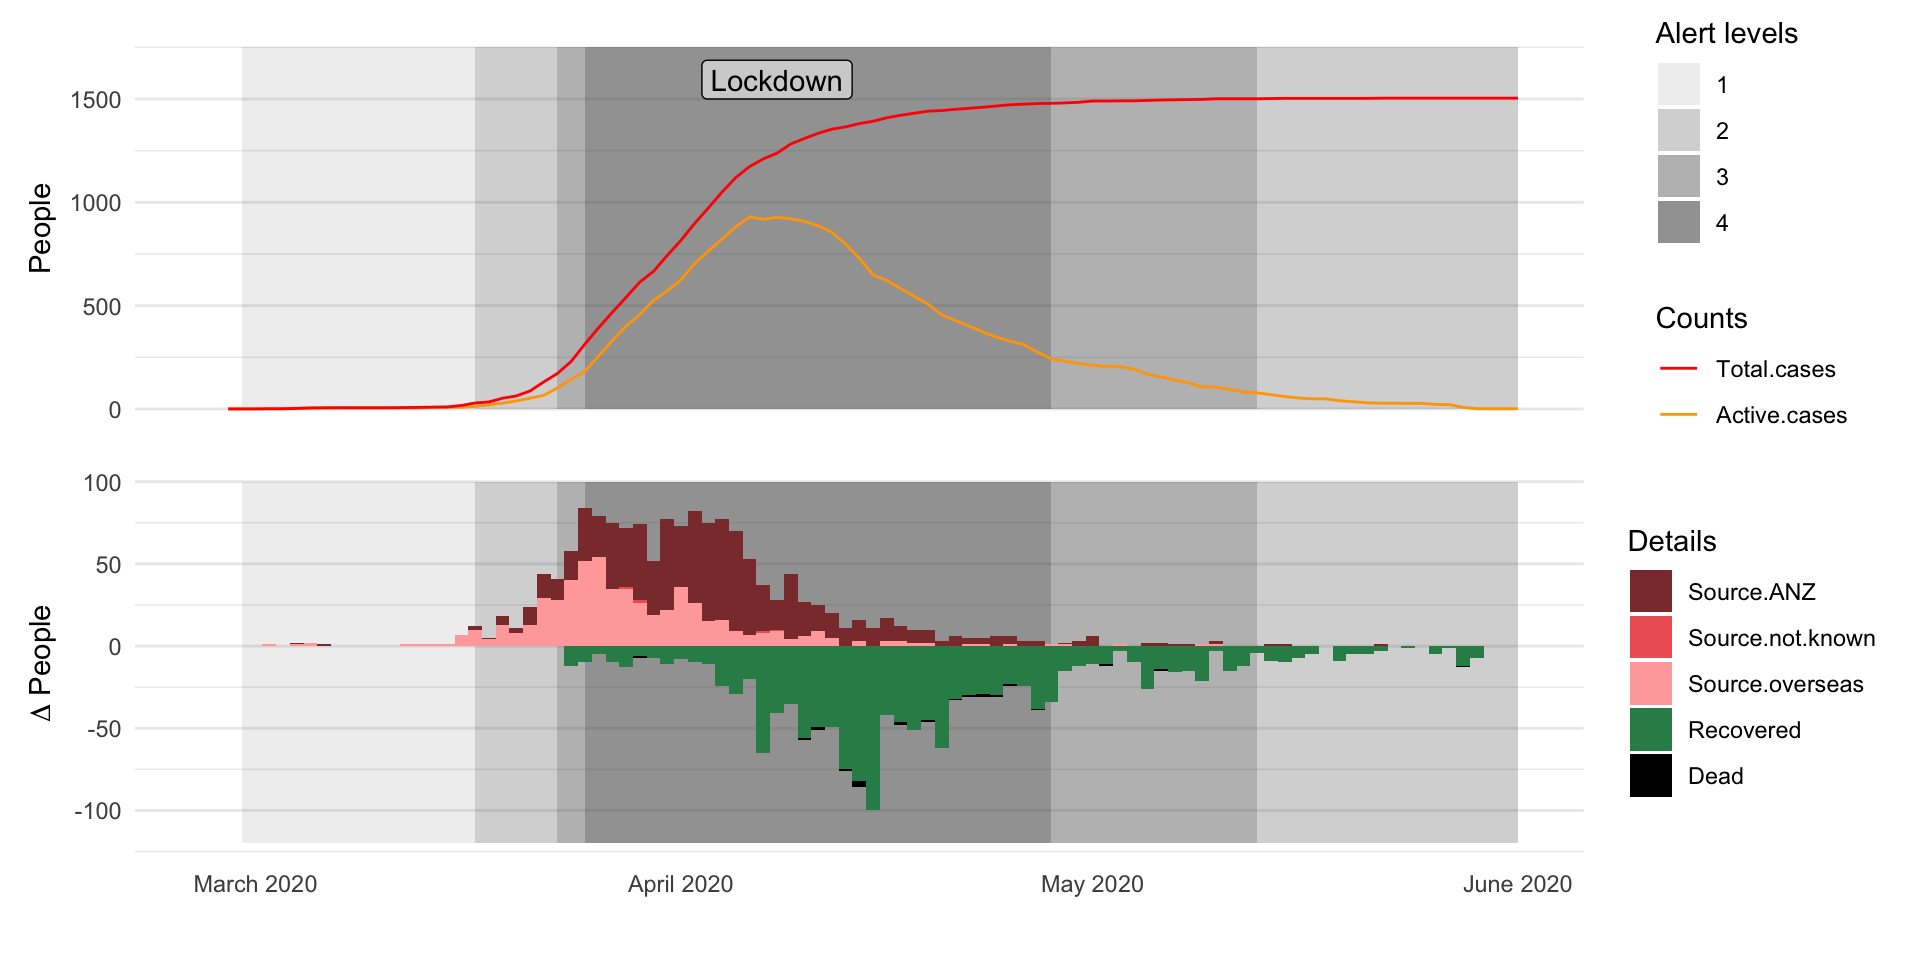 Lockdown
People
1500
1000
500
0
Alert levels
1
2
3
4
Counts
Total.cases
Active.cases
Δ People
100
50
0
-50
-100
March 2020
April 2020
May 2020
June 2020
Details
Source.ANZ
Source.not.known
Source.overseas
Recovered
Dead